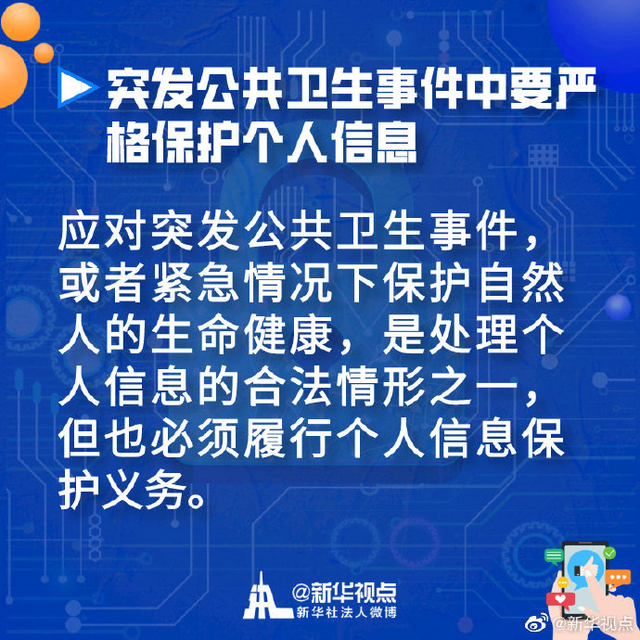 突发公共卫生事件中要严
格保护个人信息
应对突发公共卫生事件，
或者紧急情况下保护自然
人的生命健康，是处理个
人信息的合法情形之一，
但也必须履行个人信息保
护义务。
@新华视点
新华社法人微博
@新华视点